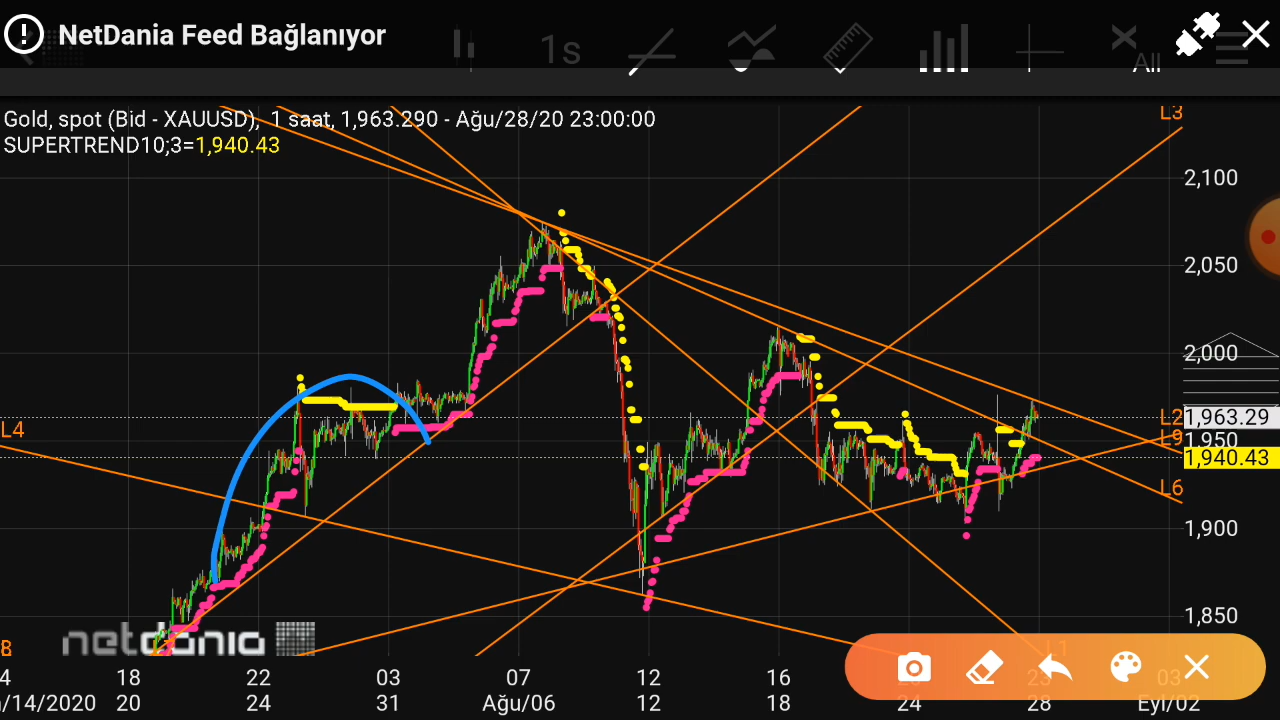 NetDania Feed Bağlanıyor
1s
All
Gold, spot (Bid - XAUUSD), 1 saat, 1,963.290 - Ağu/28/20 23:00:00
SUPERTREND10;3=1,940.43
L3
2,100
2,050
2,000
L4
L2
1,963.29
L9
1,950
1,940.43
L6
1,900
1,850
netdania
L1
4 18 22 03 07 12 16 23 03
/14/2020 20 24 31 Ağu/06 12 18 24 28 Eyl/02